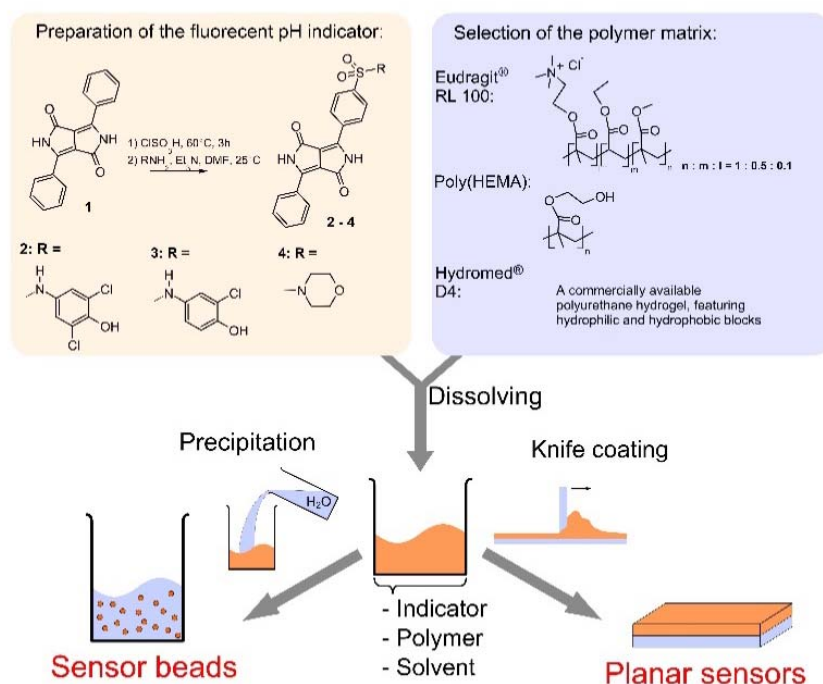 Preparation of the fluorecent pH indicator:
HN
NH
O
O
1
1) ClSO3H, 60°C, 3h
2) RNH2, Et3N, DMF, 25°C
O
O
S
R
HN
NH
O
O
2 - 4
2: R =
H
N
Cl
OH
Cl
3: R =
H
N
Cl
OH
4: R =
N
O
Selection of the polymer matrix:
Eudragit®
RL 100:
N+ Cl-
O
O
O
O
O
O
n
m
n : m : l = 1 : 0.5 : 0.1
Poly(HEMA):
OH
O
O
n
Hydromed®
D4:
A commercially available
polyurethane hydrogel, featuring
hydrophilic and hydrophobic blocks
Dissolving
Precipitation
H2O
Knife coating
- Indicator
- Polymer
- Solvent
Sensor beads
Planar sensors